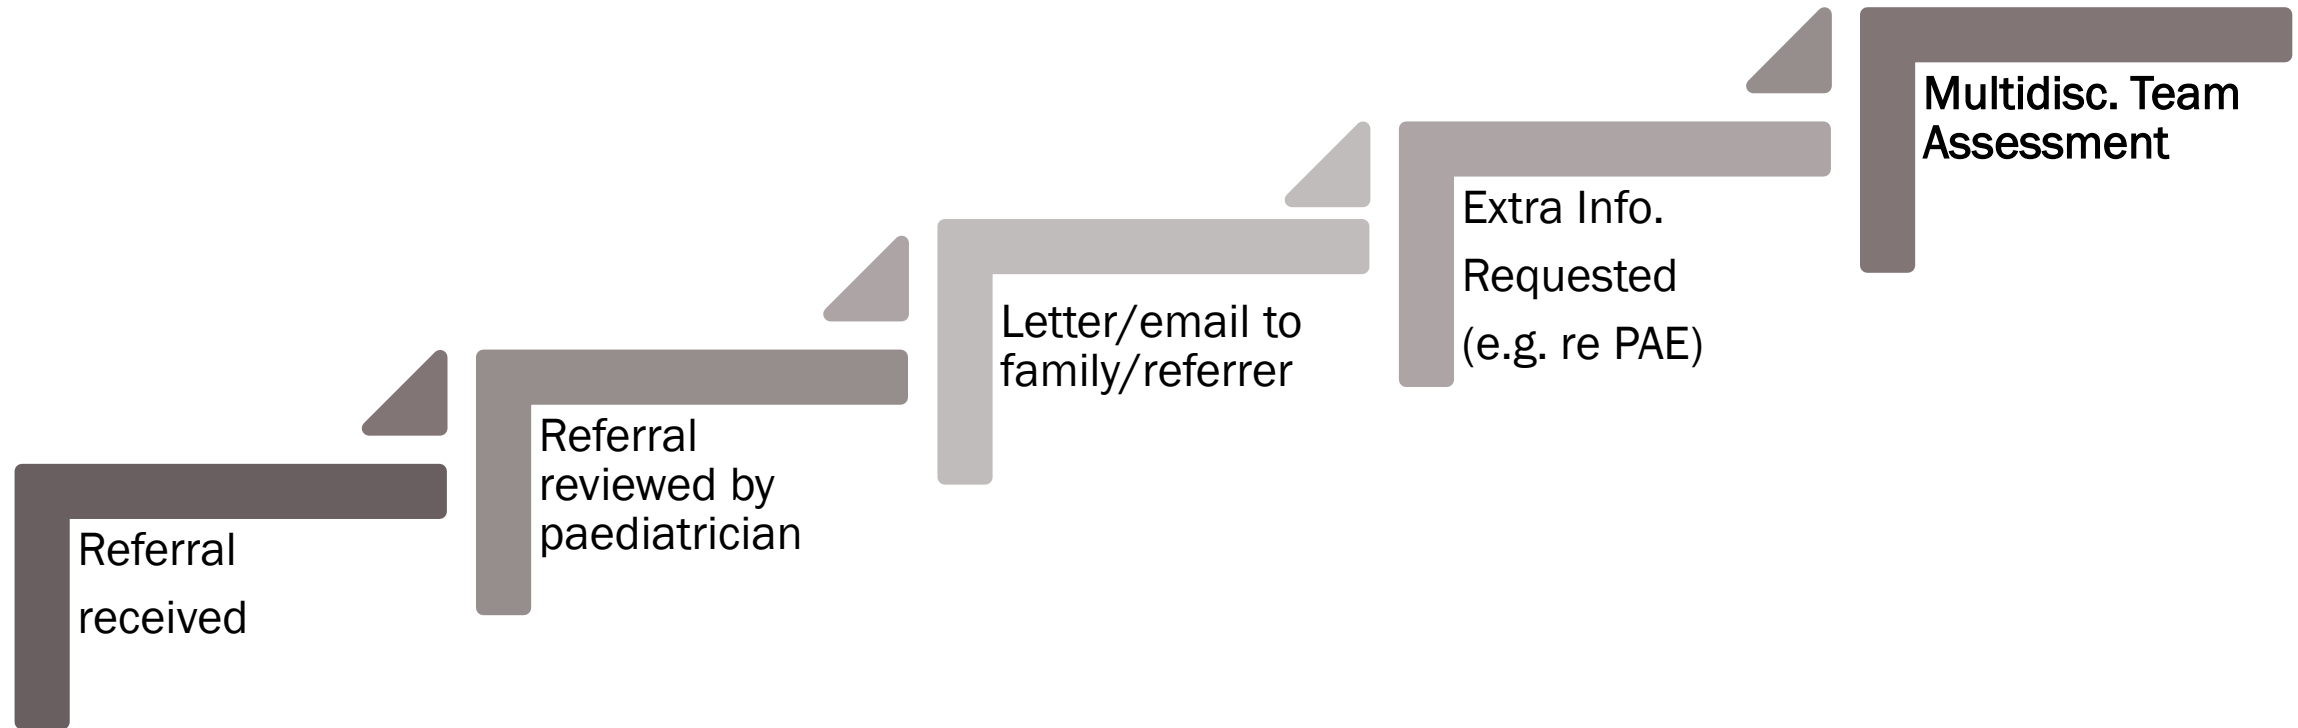 Referral
received
Referral
reviewed by
paediatrician
Letter/email to
family/referrer
Extra Info.
Requested
(e.g. re PAE)
Multidisc. Team
Assessment